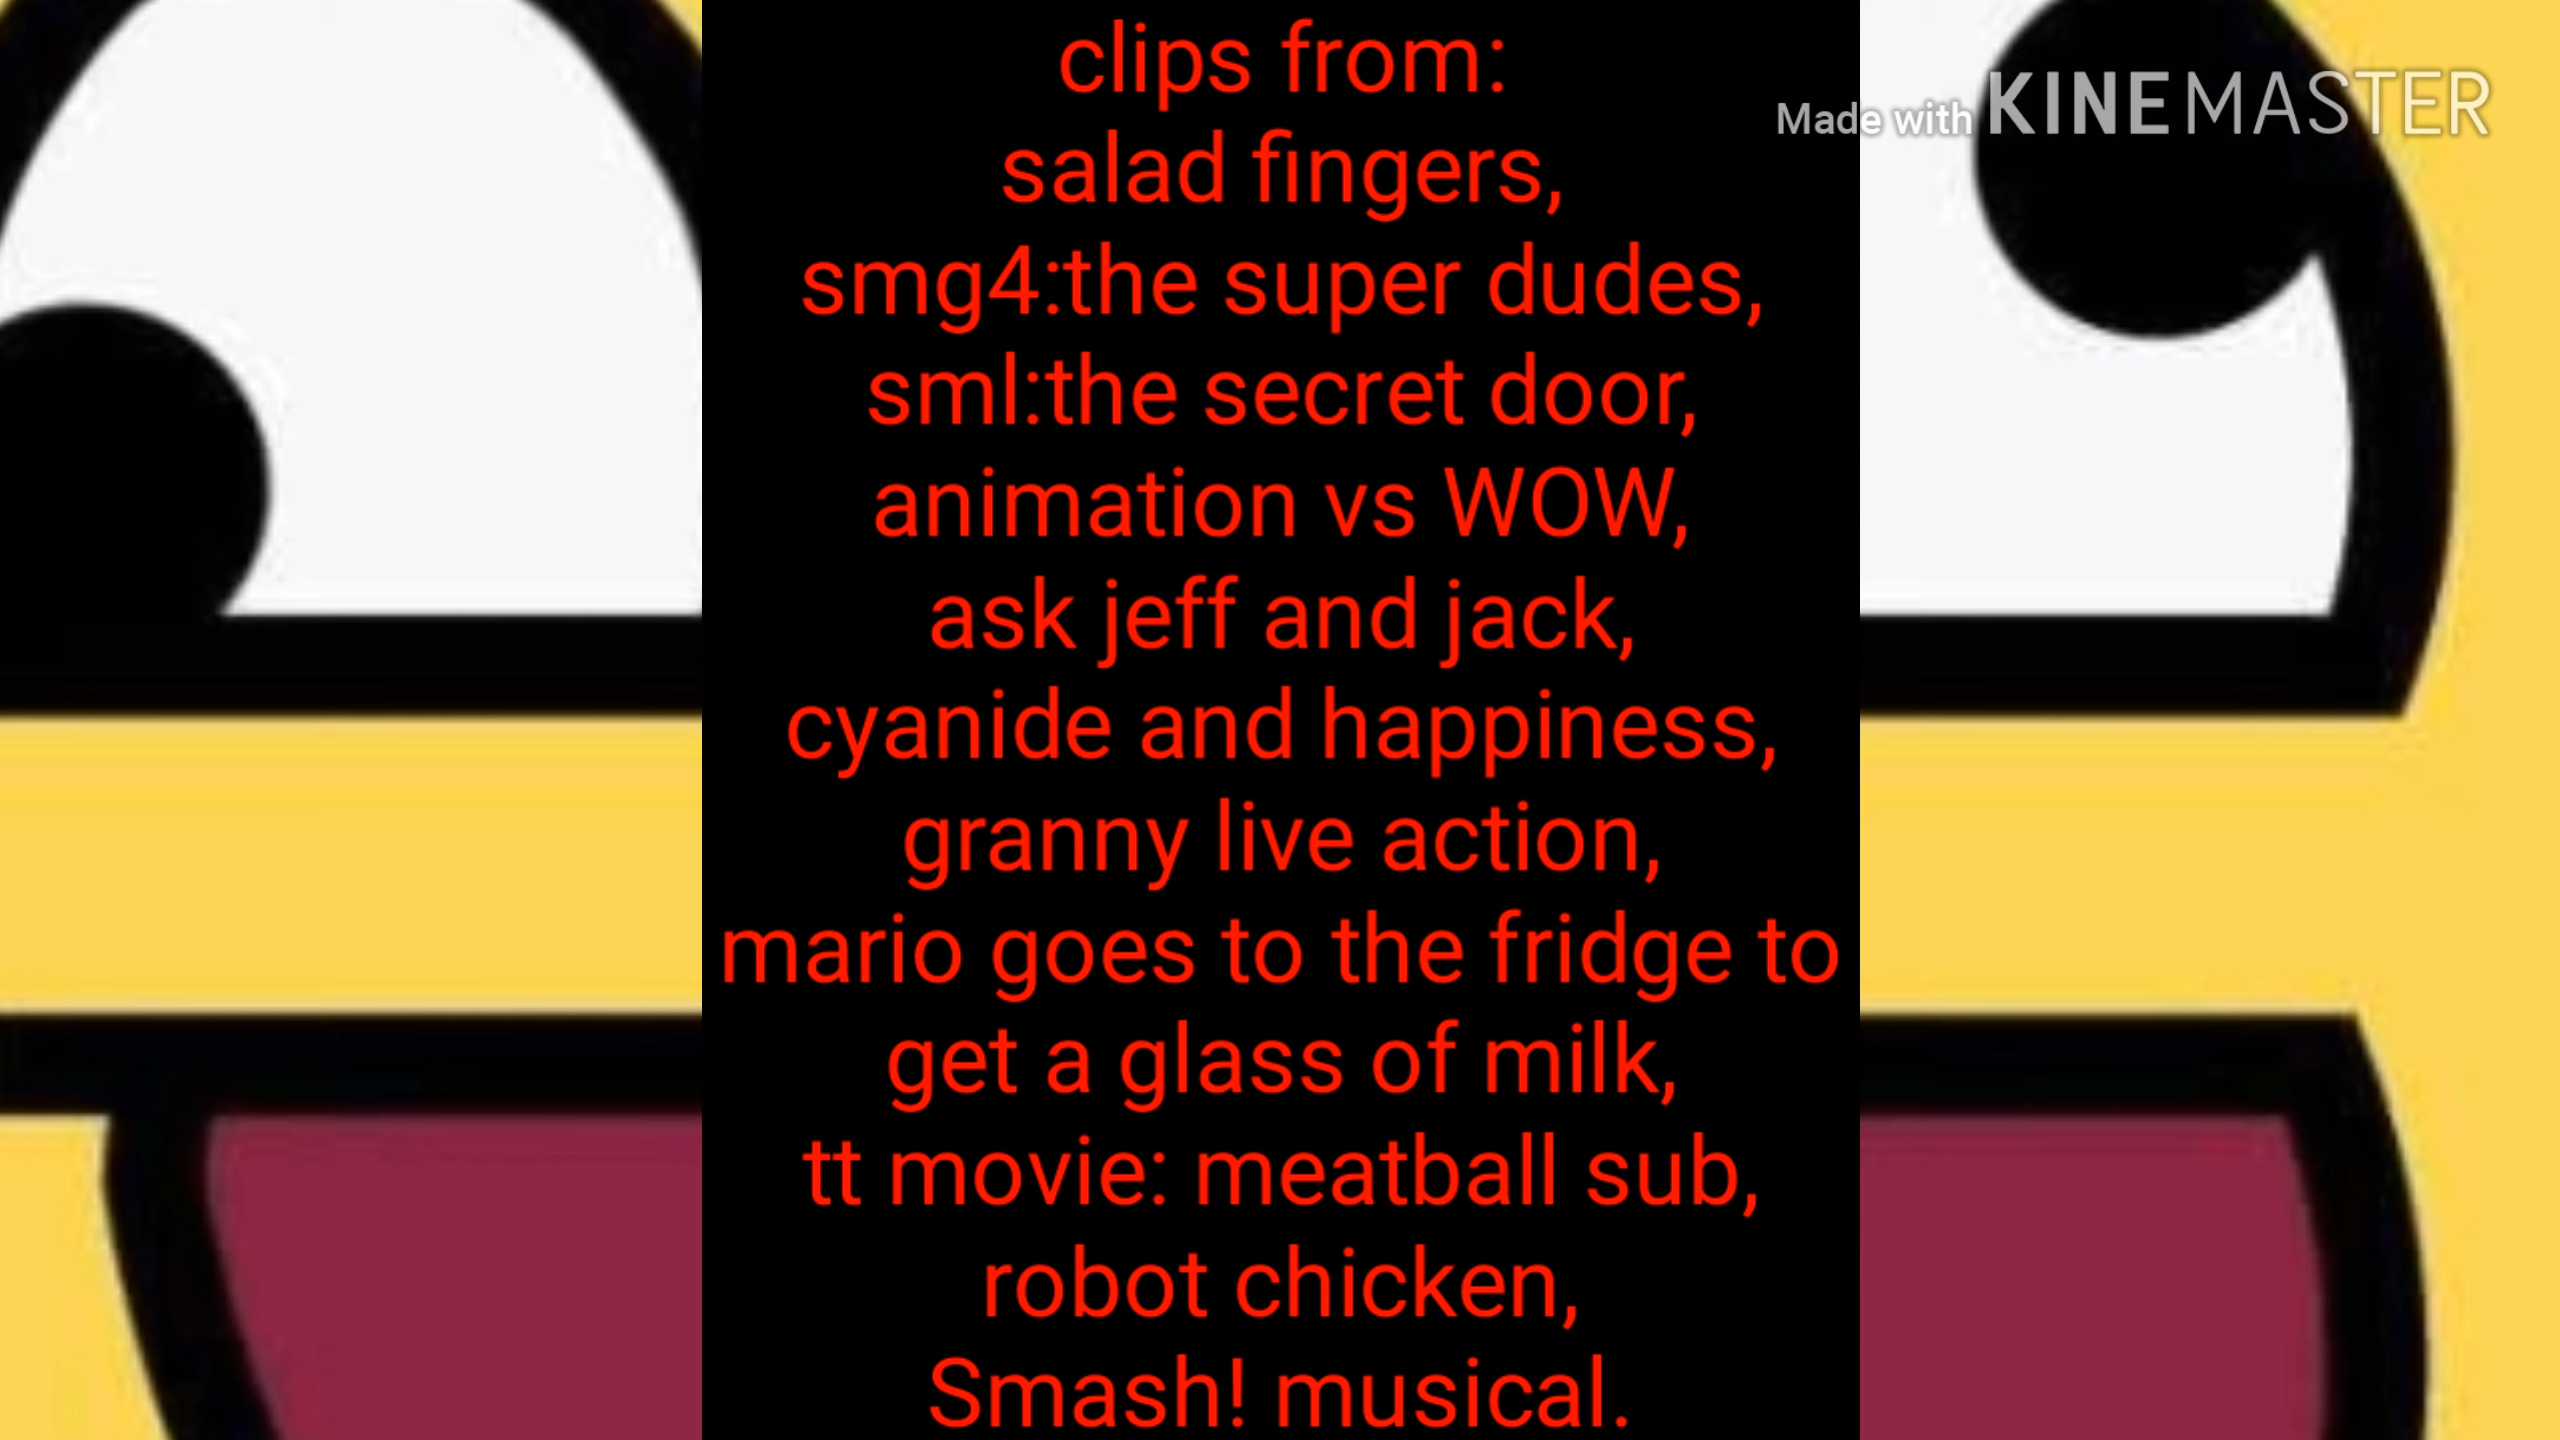 clips from:
Made with KINEMASTER
salad fingers,
smg4:the super dudes,
sml:the secret door,
animation vs WOW,
ask jeff and jack,
cyanide and happiness,
granny live action,
mario goes to the fridge to
get a glass of milk,
tt movie: meatball sub,
robot chicken,
Smash! musical.